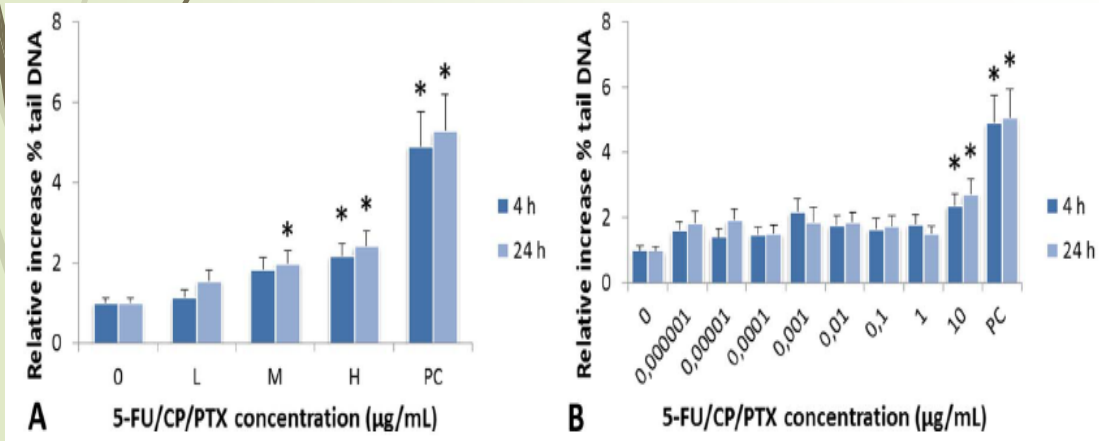 Relative increase % tail DNA
8
6
4
2
0
*
*
*
*
*
0 L M H PC
4 h
24 h
A 5-FU/CP/PTX concentration (μg/mL)
Relative increase % tail DNA
8
6
4
2
0
*
*
*
*
0 0,000001 0,00001 0,0001 0,001 0,01 0,1 1 10 PC
4 h
24 h
B 5-FU/CP/PTX concentration (μg/mL)